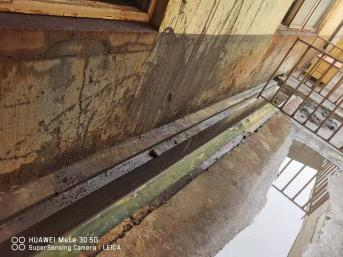 HUAWEI Mate 30 5G
SuperSensing Camera | LEICA